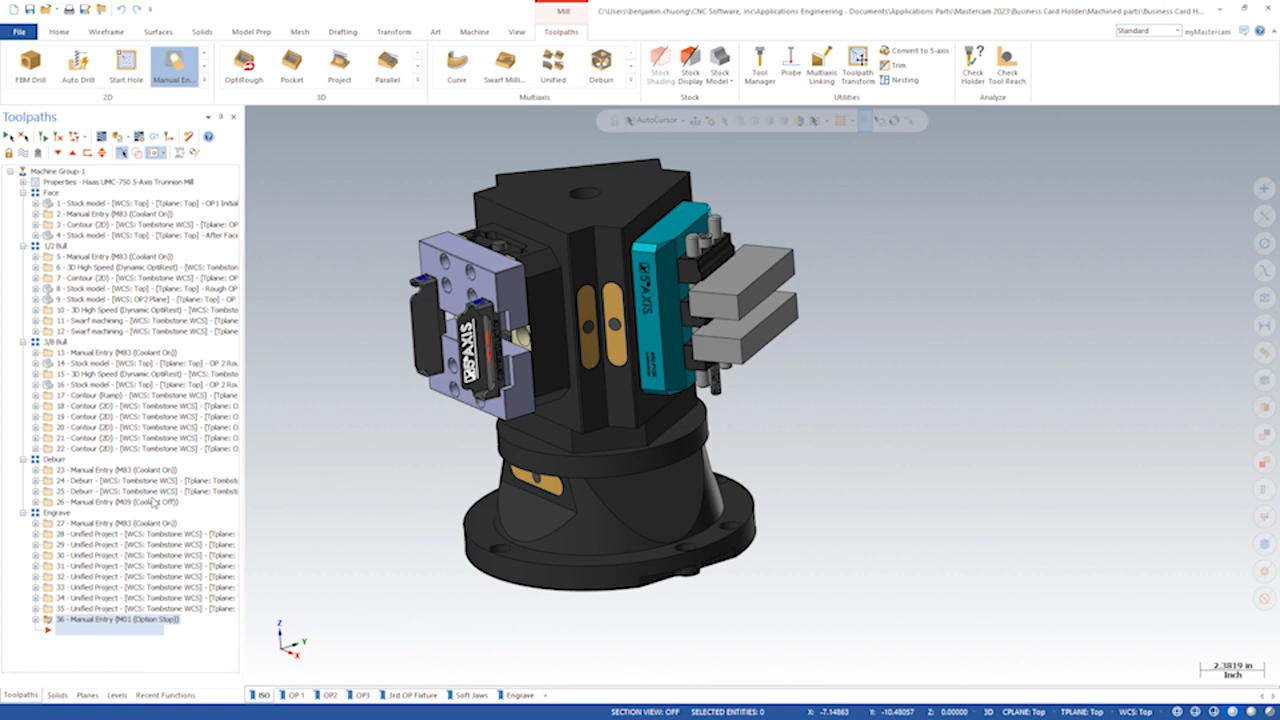 Mill
C:\Users\benjamin.chuong\CNC Software, Inc\Applications Engineering - Documents\Applications Parts\Mastercam 2023\Business Card Holder\Machined parts\Business Card H...
File Home Wireframe Surfaces Solids Model Prep Mesh Drafting Transform Art Machine View Toolpaths
Standard myMastercam
FBM Drill Auto Drill Start Hole Manual En... OptiRough Pocket Project Parallel Curve Swarf Milli... Unified Deburr Stock Shading Stock Display Stock Model Tool Manager Probe Multiaxis Linking Toolpath Transform Convert to 5-axis Trim Nesting Check Holder Check Tool Reach
2D 3D Multiaxis Stock Utilities Analyze
Toolpaths
AutoCursor
Machine Group-1
Properties - Haas UMC-750 5-Axis Trunnion Mill
Face
1 - Stock model - [WCS: Top] - [Tplane: Top] - OP1 Initial
2 - Manual Entry (M83 (Coolant On))
3 - Contour (2D) - [WCS: Tombstone WCS] - [Tplane: OP
4 - Stock model - [WCS: Top] - [Tplane: Top] - After Face
1/2 Bull
5 - Manual Entry (M83 (Coolant On))
6 - 3D High Speed (Dynamic OptiRest) - [WCS: Tombston
7 - Contour (2D) - [WCS: Tombstone WCS] - [Tplane: OP
8 - Stock model - [WCS: Top] - [Tplane: Top] - Rough OP
9 - Stock model - [WCS: OP2 Plane] - [Tplane: Top] - OP
10 - 3D High Speed (Dynamic OptiRest) - [WCS: Tombsto
11 - Swarf machining - [WCS: Tombstone WCS] - [Tplane:
12 - Swarf machining - [WCS: Tombstone WCS] - [Tplane:
3/8 Bull
13 - Manual Entry (M83 (Coolant On))
14 - Stock model - [WCS: Top] - [Tplane: Top] - OP 2 Rou
15 - 3D High Speed (Dynamic OptiRest) - [WCS: Tombsto
16 - Stock model - [WCS: Top] - [Tplane: Top] - OP 2 Rou
17 - Contour (Ramp) - [WCS: Tombstone WCS] - [Tplane:
18 - Contour (2D) - [WCS: Tombstone WCS] - [Tplane: O
19 - Contour (2D) - [WCS: Tombstone WCS] - [Tplane: O
20 - Contour (2D) - [WCS: Tombstone WCS] - [Tplane: O
21 - Contour (2D) - [WCS: Tombstone WCS] - [Tplane: O
22 - Contour (2D) - [WCS: Tombstone WCS] - [Tplane: O
Deburr
23 - Manual Entry (M83 (Coolant On))
24 - Deburr - [WCS: Tombstone WCS] - [Tplane: Tombst
25 - Deburr - [WCS: Tombstone WCS] - [Tplane: Tombst
26 - Manual Entry (M09 (Coolant Off))
Engrave
27 - Manual Entry (M83 (Coolant On))
28 - Unified Project - [WCS: Tombstone WCS] - [Tplane:
29 - Unified Project - [WCS: Tombstone WCS] - [Tplane:
30 - Unified Project - [WCS: Tombstone WCS] - [Tplane:
31 - Unified Project - [WCS: Tombstone WCS] - [Tplane:
32 - Unified Project - [WCS: Tombstone WCS] - [Tplane:
33 - Unified Project - [WCS: Tombstone WCS] - [Tplane:
34 - Unified Project - [WCS: Tombstone WCS] - [Tplane:
35 - Unified Project - [WCS: Tombstone WCS] - [Tplane:
36 - Manual Entry (M01 (Option Stop))
5 AXIS
5 AXIS
Z
Y
X
2.3819 in
Inch
Toolpaths Solids Planes Levels Recent Functions ISO OP 1 OP2 OP3 3rd OP Fixture Soft Jaws Engrave +
SECTION VIEW: OFF SELECTED ENTITIES: 0 X: -7.14863 Y: -10.48057 Z: 0.00000 3D CPLANE: Top TPLANE: Top WCS: Top